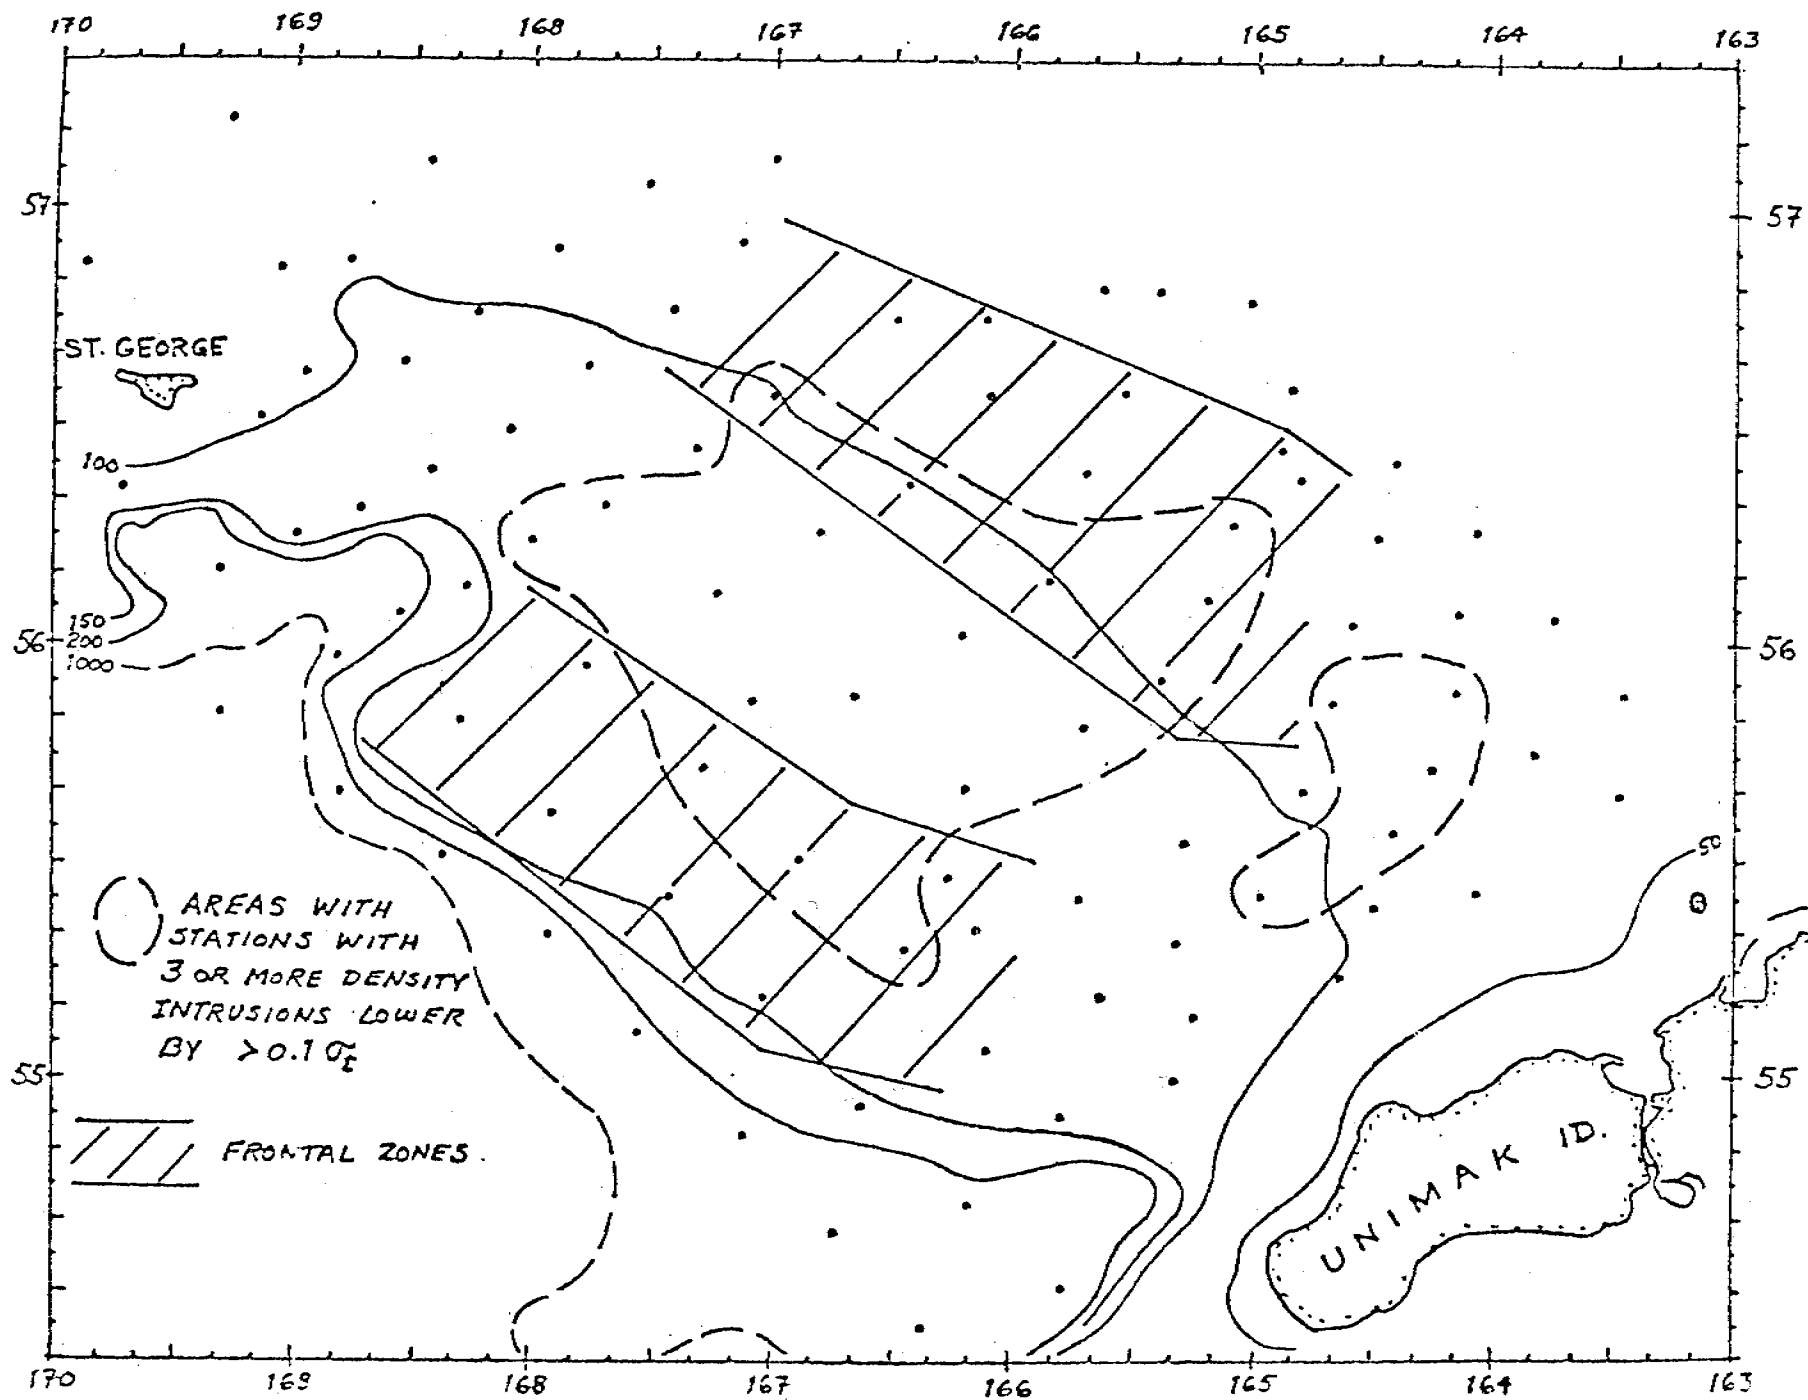 170 169 168 167 166 165 164 163
57 57
ST. GEORGE
100
150
56 200 56
1000
50
AREAS WITH
STATIONS WITH
3 OR MORE DENSITY
INTRUSIONS LOWER
BY >0.1 σt
55 55
FRONTAL ZONES.
UNIMAK ID.
170 169 168 167 166 165 164 163